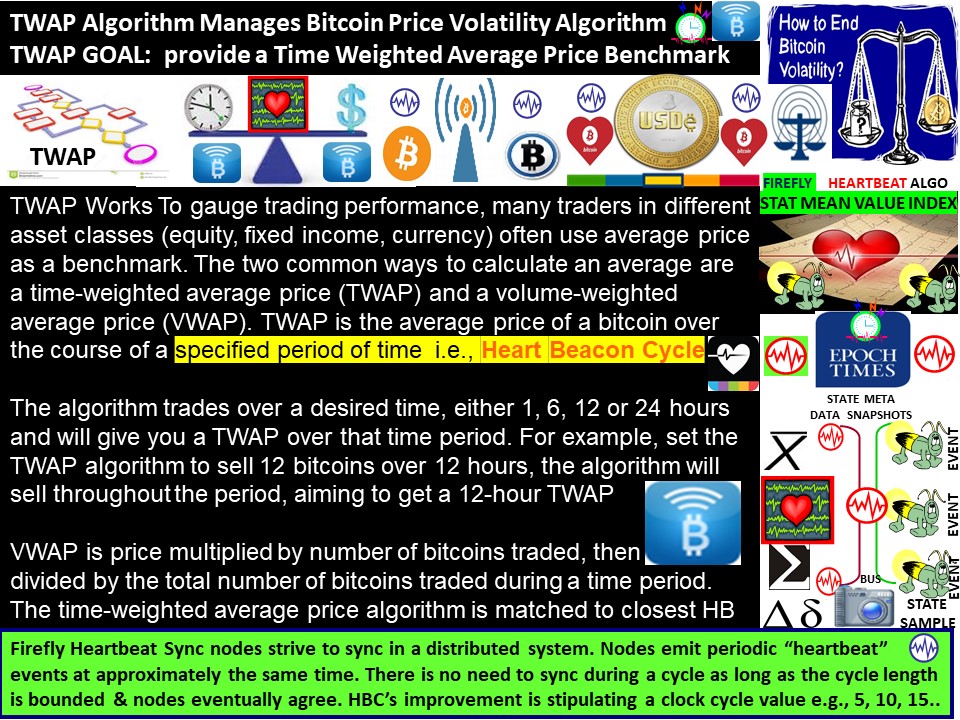 TWAP Algorithm Manages Bitcoin Price Volatility Algorithm
TWAP GOAL: provide a Time Weighted Average Price Benchmark
How to End
Bitcoin
Volatility?
TWAP
USD
FIREFLY HEARTBEAT ALGO
STAT MEAN VALUE INDEX
TWAP Works To gauge trading performance, many traders in different
asset classes (equity, fixed income, currency) often use average price
as a benchmark. The two common ways to calculate an average are
a time-weighted average price (TWAP) and a volume-weighted
average price (VWAP). TWAP is the average price of a bitcoin over
the course of a specified period of time i.e., Heart Beacon Cycle
The algorithm trades over a desired time, either 1, 6, 12 or 24 hours
and will give you a TWAP over that time period. For example, set the
TWAP algorithm to sell 12 bitcoins over 12 hours, the algorithm will
sell throughout the period, aiming to get a 12-hour TWAP
VWAP is price multiplied by number of bitcoins traded, then
divided by the total number of bitcoins traded during a time period.
The time-weighted average price algorithm is matched to closest HB
EPOCH
TIMES
STATE META
DATA SNAPSHOTS
EVENT
EVENT
EVENT
X
Σ
Δδ
BUS
STATE
SAMPLE
Firefly Heartbeat Sync nodes strive to sync in a distributed system. Nodes emit periodic “heartbeat”
events at approximately the same time. There is no need to sync during a cycle as long as the cycle length
is bounded & nodes eventually agree. HBC’s improvement is stipulating a clock cycle value e.g., 5, 10, 15..